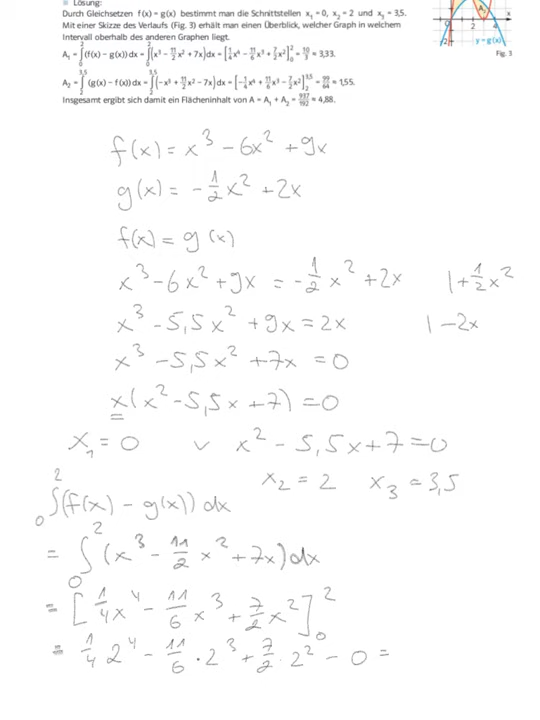 Lösung:
Durch Gleichsetzen f(x) = g(x) bestimmt man die Schnittstellen x₁ = 0, x₂ = 2 und x₃ = 3,5.
Mit einer Skizze des Verlaufs (Fig. 3) erhält man einen Überblick, welcher Graph in welchem
Intervall oberhalb des anderen Graphen liegt.
A₁ = ∫₀² (f(x) − g(x)) dx = ∫₀² (x³ − 11/2 x² + 7x) dx = [1/4 x⁴ − 11/6 x³ + 7/2 x²]₀² = 10/3 ≈ 3,33.
A₂ = ∫₂^3,5 (g(x) − f(x)) dx = ∫₂^3,5 (−x³ + 11/2 x² − 7x) dx = [−1/4 x⁴ + 11/6 x³ − 7/2 x²]₂^3,5 = 99/64 ≈ 1,55.
Insgesamt ergibt sich damit ein Flächeninhalt von A = A₁ + A₂ = 937/192 ≈ 4,88.
A₂
x
2
4
-2
y = g(x)
Fig. 3
f(x) = x³ − 6x² + 9x
g(x) = − 1/2 x² + 2x
f(x) = g(x)
x³ − 6x² + 9x = − 1/2 x² + 2x | + 1/2 x²
x³ − 5,5x² + 9x = 2x | − 2x
x³ − 5,5x² + 7x = 0
x(x² − 5,5x + 7) = 0
x₁ = 0 ∨ x² − 5,5x + 7 = 0
x₂ = 2 x₃ = 3,5
∫₀² (f(x) − g(x)) dx
= ∫₀² (x³ − 11/2 x² + 7x) dx
= [1/4 x⁴ − 11/6 x³ + 7/2 x²]₀²
= 1/4 2⁴ − 11/6 · 2³ + 7/2 · 2² − 0 =